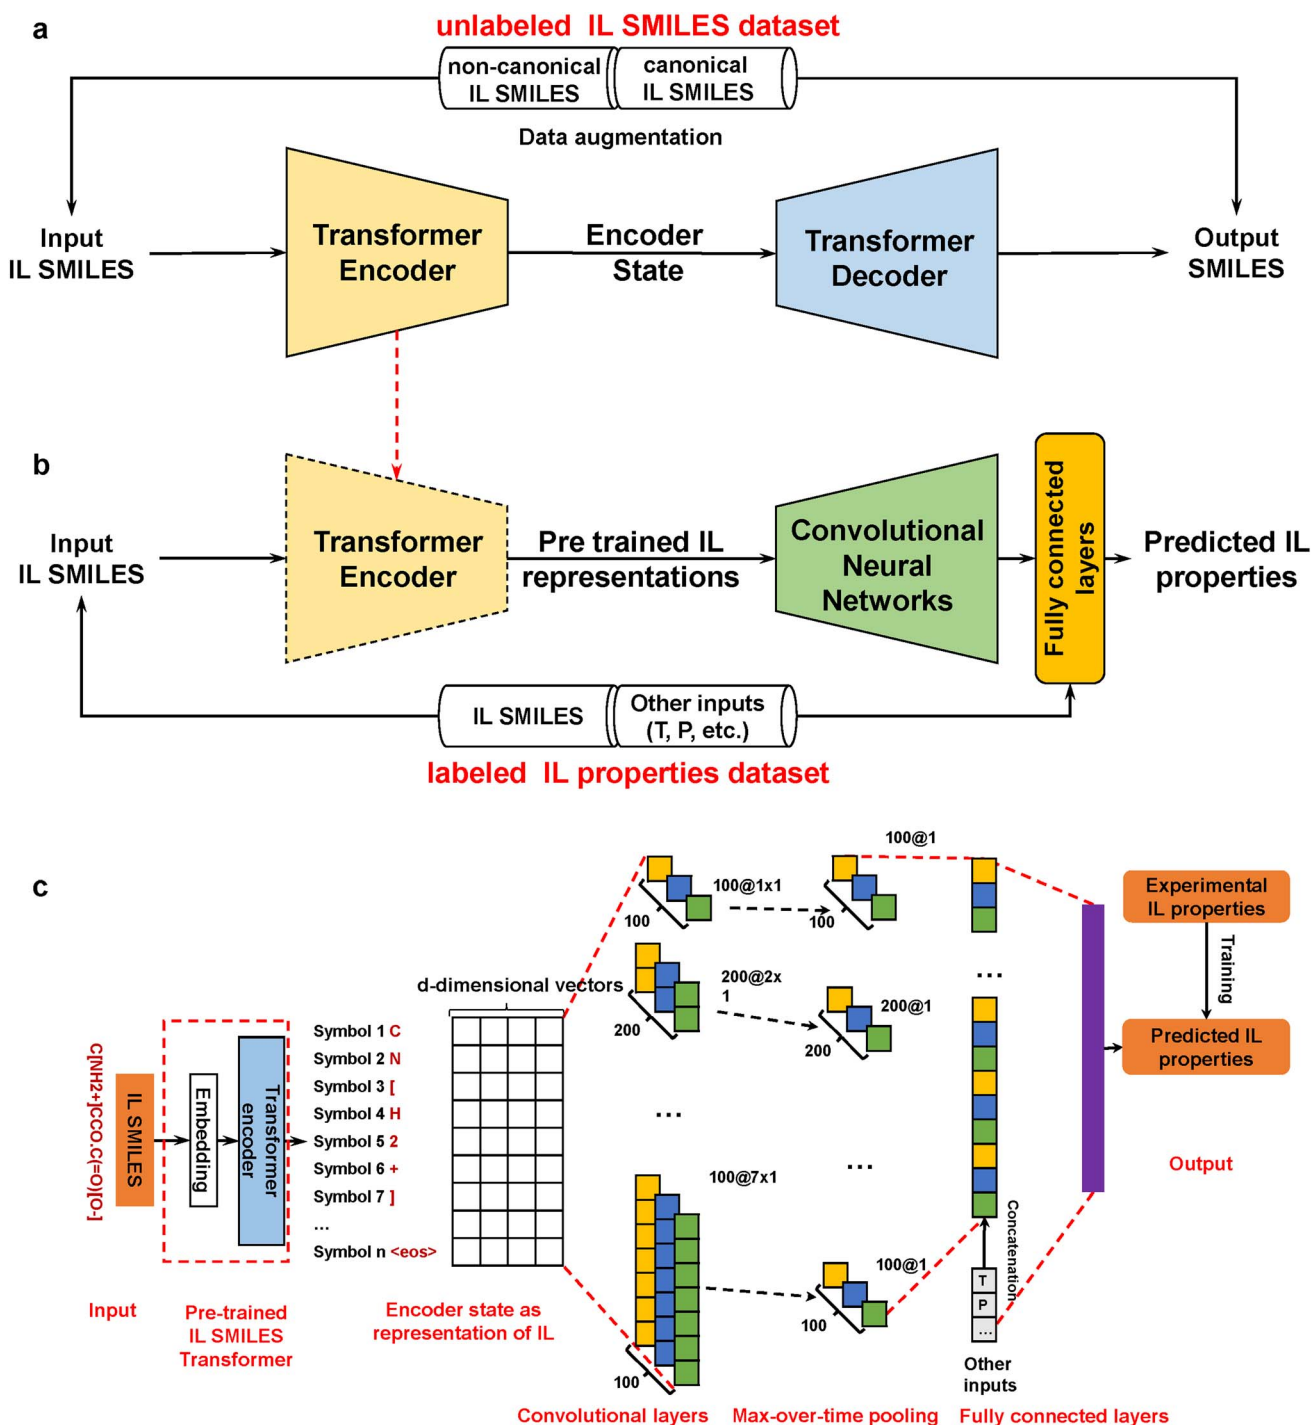 a
unlabeled IL SMILES dataset
non-canonical
IL SMILES
canonical
IL SMILES
Data augmentation
Input
IL SMILES
Transformer
Encoder
Encoder
State
Transformer
Decoder
Output
SMILES
b
Input
IL SMILES
Transformer
Encoder
Pre trained IL
representations
Convolutional
Neural
Networks
Fully connected
layers
Predicted IL
properties
IL SMILES
Other inputs
(T, P, etc.)
labeled IL properties dataset
c
C[NH2+]CCO.C(=O)[O-]
IL SMILES
Embedding
Transformer
encoder
Symbol 1 C
Symbol 2 N
Symbol 3 [
Symbol 4 H
Symbol 5 2
Symbol 6 +
Symbol 7 ]
...
Symbol n <eos>
d-dimensional vectors
100
100@1x1
200
200@2x
1
...
100@7x1
100
100
100@1
200
200@1
...
100
100@1
...
Concatenation
T
P
...
Other
inputs
Experimental
IL properties
Training
Predicted IL
properties
Output
Input
Pre-trained
IL SMILES
Transformer
Encoder state as
representation of IL
Convolutional layers
Max-over-time pooling
Fully connected layers